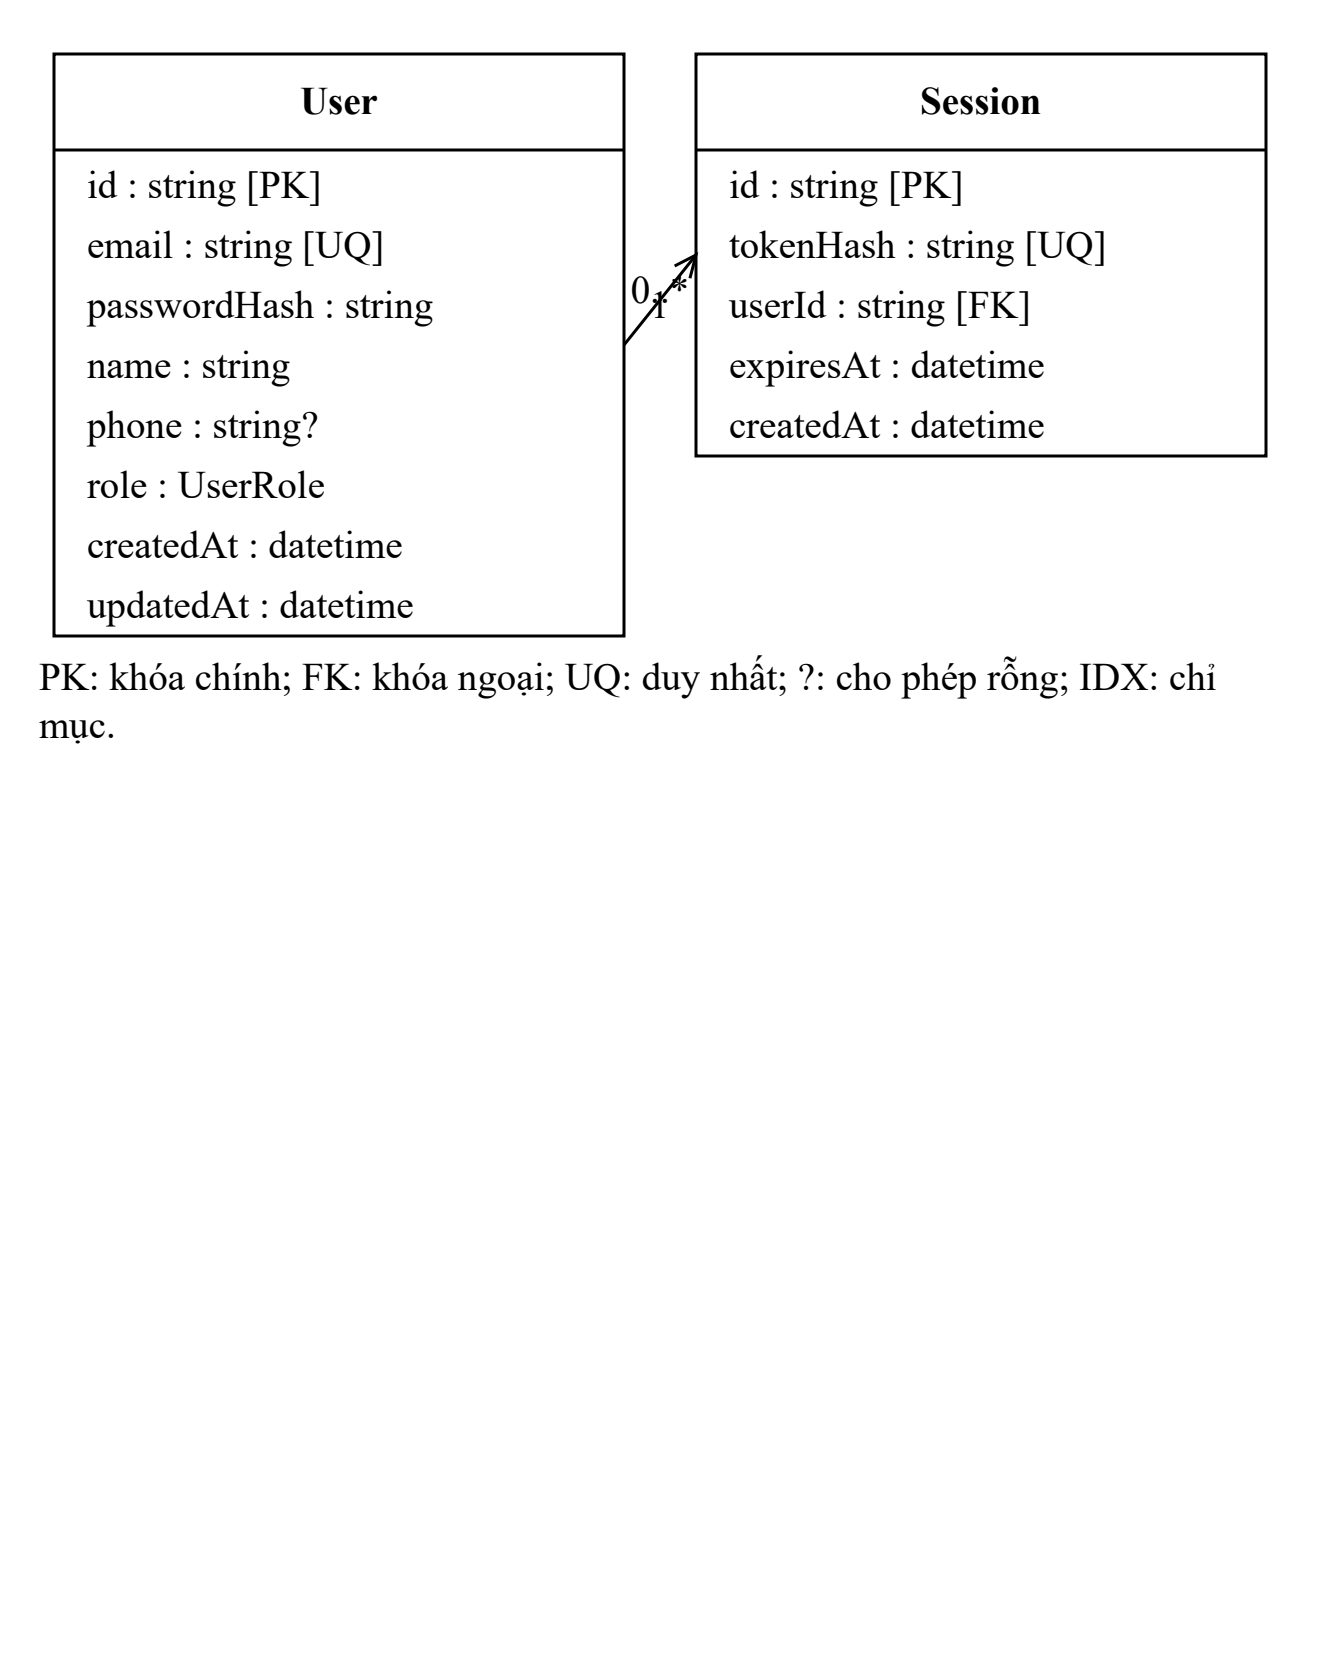 User
id : string [PK]
email : string [UQ]
passwordHash : string
name : string
phone : string?
role : UserRole
createdAt : datetime
updatedAt : datetime
0..*
1
Session
id : string [PK]
tokenHash : string [UQ]
userId : string [FK]
expiresAt : datetime
createdAt : datetime
PK: khóa chính; FK: khóa ngoại; UQ: duy nhất; ?: cho phép rỗng; IDX: chỉ
mục.